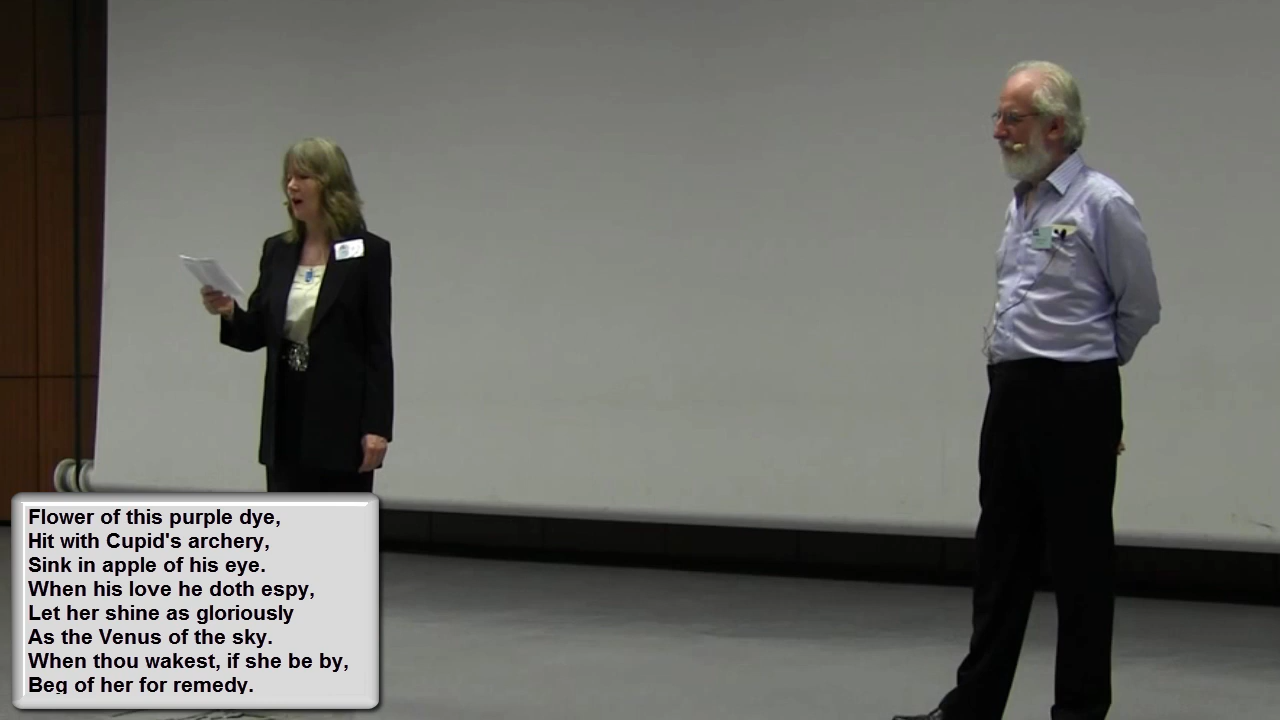 Flower of this purple dye,
Hit with Cupid's archery,
Sink in apple of his eye.
When his love he doth espy,
Let her shine as gloriously
As the Venus of the sky.
When thou wakest, if she be by,
Beg of her for remedy.